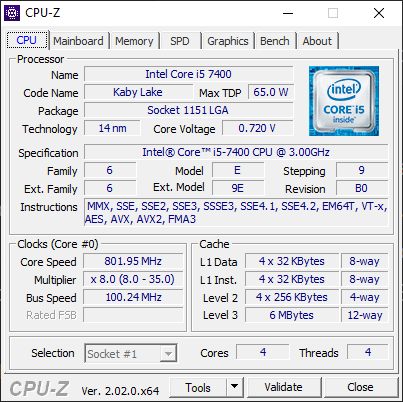 CPU-Z
CPU Mainboard Memory SPD Graphics Bench About
Processor
Name Intel Core i5 7400
Code Name Kaby Lake Max TDP 65.0 W
Package Socket 1151 LGA
Technology 14 nm Core Voltage 0.720 V
intel
CORE i5
inside™
Specification Intel® Core™ i5-7400 CPU @ 3.00GHz
Family 6 Model E Stepping 9
Ext. Family 6 Ext. Model 9E Revision B0
Instructions MMX, SSE, SSE2, SSE3, SSSE3, SSE4.1, SSE4.2, EM64T, VT-x,
AES, AVX, AVX2, FMA3
Clocks (Core #0)
Core Speed 801.95 MHz
Multiplier x 8.0 (8.0 - 35.0)
Bus Speed 100.24 MHz
Rated FSB
Cache
L1 Data 4 x 32 KBytes 8-way
L1 Inst. 4 x 32 KBytes 8-way
Level 2 4 x 256 KBytes 4-way
Level 3 6 MBytes 12-way
Selection Socket #1 Cores 4 Threads 4
CPU-Z Ver. 2.02.0.x64 Tools Validate Close